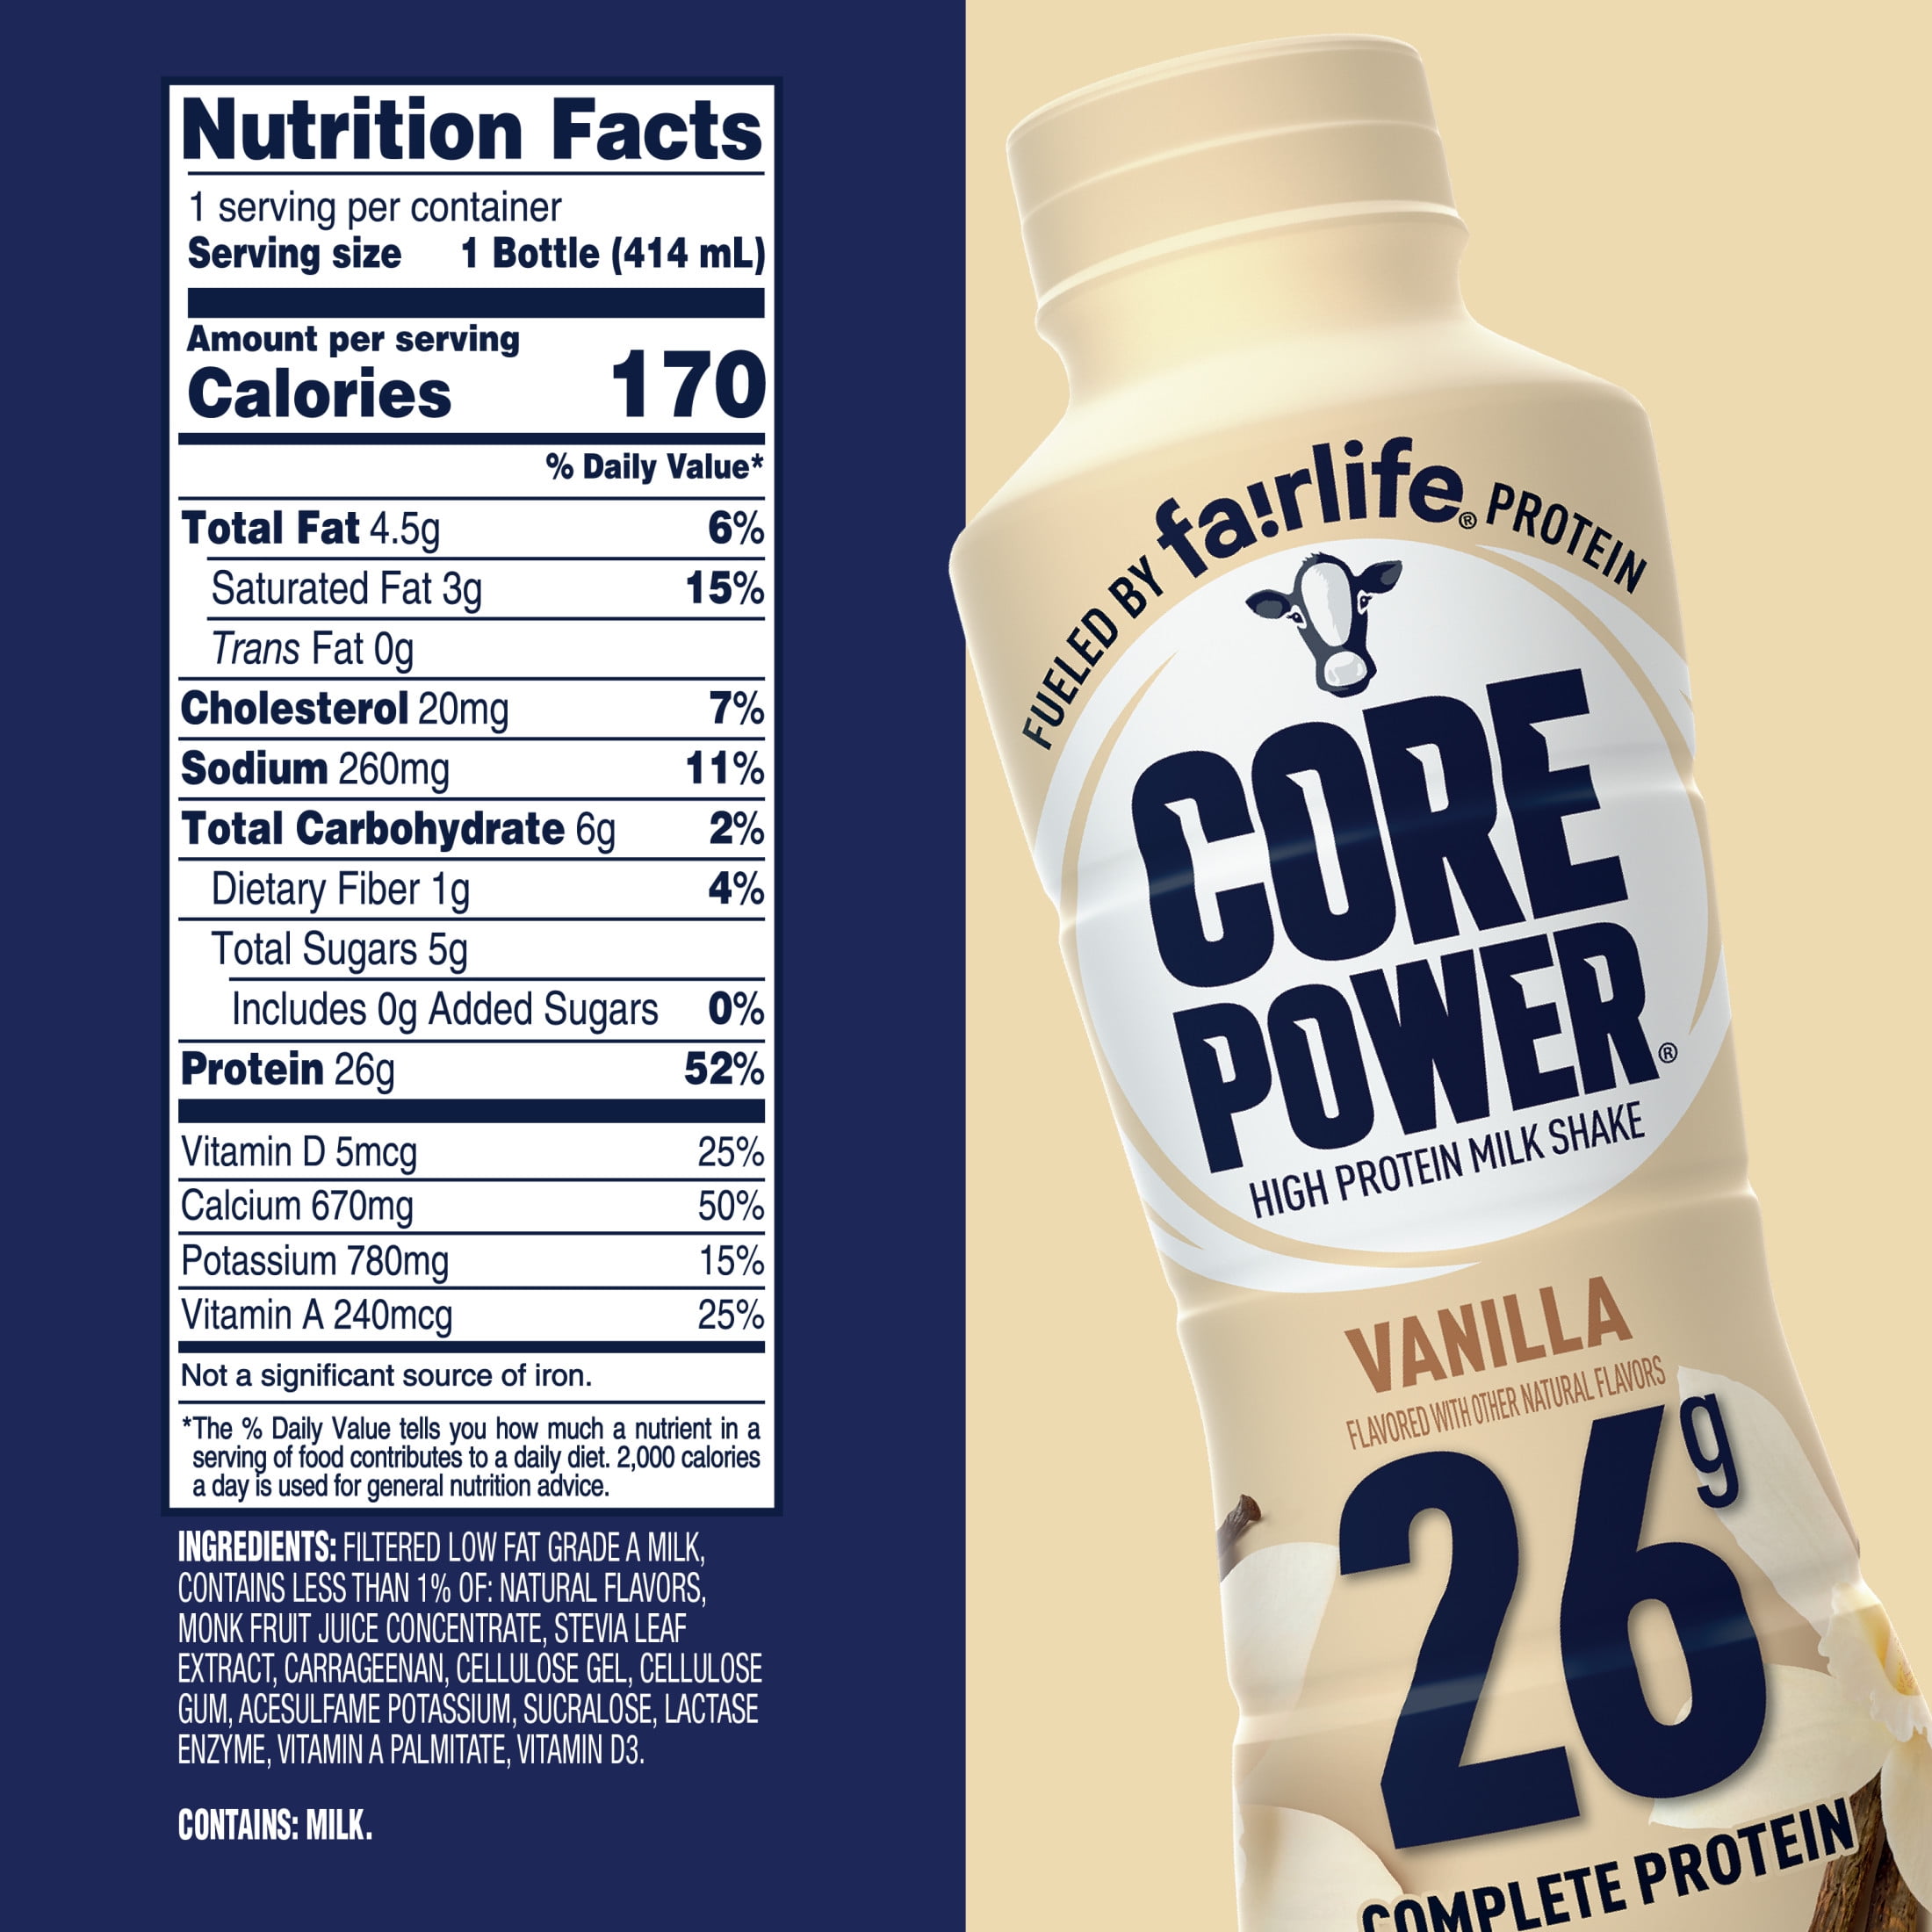 Nutrition Facts
1 serving per container
Serving size 1 Bottle (414 mL)
Amount per serving
Calories 170
% Daily Value*
Total Fat 4.5g 6%
Saturated Fat 3g 15%
Trans Fat 0g
Cholesterol 20mg 7%
Sodium 260mg 11%
Total Carbohydrate 6g 2%
Dietary Fiber 1g 4%
Total Sugars 5g
Includes 0g Added Sugars 0%
Protein 26g 52%
Vitamin D 5mcg 25%
Calcium 670mg 50%
Potassium 780mg 15%
Vitamin A 240mcg 25%
Not a significant source of iron.
*The % Daily Value tells you how much a nutrient in a
serving of food contributes to a daily diet. 2,000 calories
a day is used for general nutrition advice.
INGREDIENTS: FILTERED LOW FAT GRADE A MILK,
CONTAINS LESS THAN 1% OF: NATURAL FLAVORS,
MONK FRUIT JUICE CONCENTRATE, STEVIA LEAF
EXTRACT, CARRAGEENAN, CELLULOSE GEL, CELLULOSE
GUM, ACESULFAME POTASSIUM, SUCRALOSE, LACTASE
ENZYME, VITAMIN A PALMITATE, VITAMIN D3.
CONTAINS: MILK.
FUELED BY fa!rlife® PROTEIN
CORE
POWER®
HIGH PROTEIN MILK SHAKE
VANILLA
FLAVORED WITH OTHER NATURAL FLAVORS
26g
COMPLETE PROTEIN